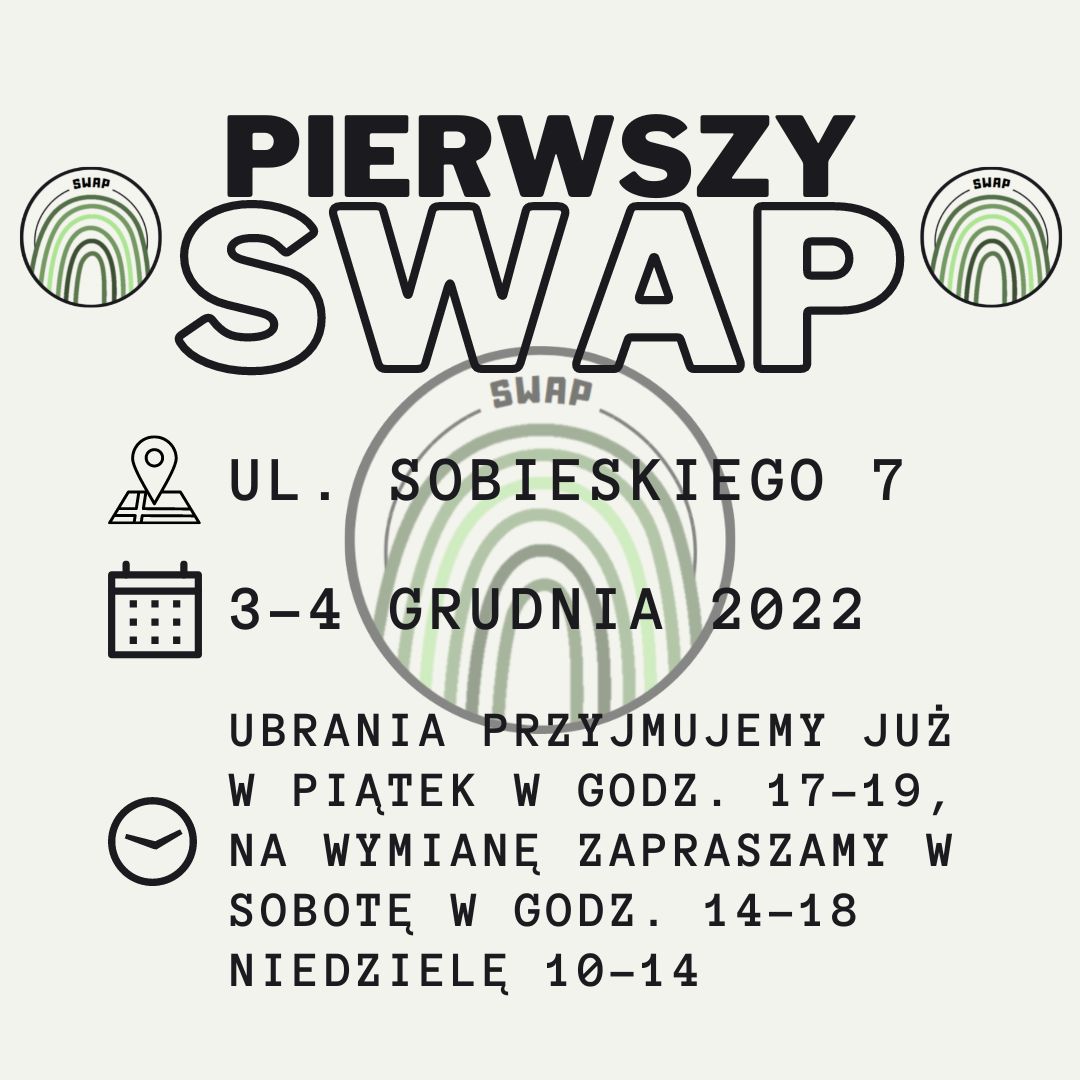 PIERWSZY
SWAP
SWAP
SWAP
SWAP
UL. SOBIESKIEGO 7
3-4 GRUDNIA 2022
UBRANIA PRZYJMUJEMY JUŻ
W PIĄTEK W GODZ. 17-19,
NA WYMIANĘ ZAPRASZAMY W
SOBOTĘ W GODZ. 14-18
NIEDZIELĘ 10-14